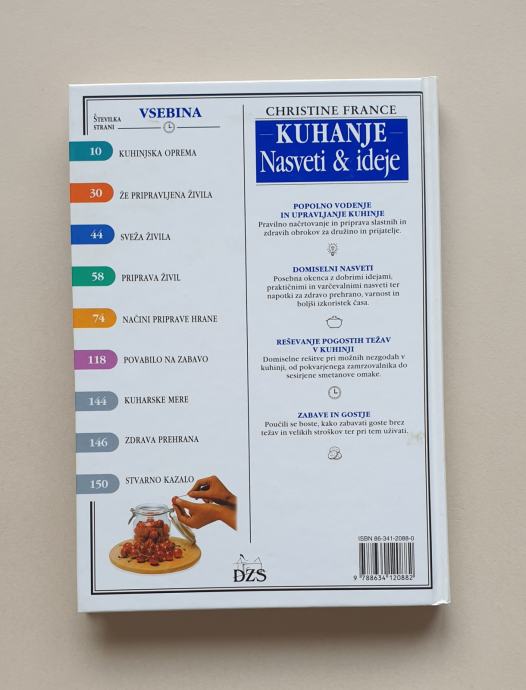 ŠTEVILKA
STRANI
VSEBINA
10 KUHINJSKA OPREMA
30 ŽE PRIPRAVLJENA ŽIVILA
44 SVEŽA ŽIVILA
58 PRIPRAVA ŽIVIL
74 NAČINI PRIPRAVE HRANE
118 POVABILO NA ZABAVO
144 KUHARSKE MERE
146 ZDRAVA PREHRANA
150 STVARNO KAZALO
CHRISTINE FRANCE
KUHANJE
Nasveti & ideje
POPOLNO VODENJE
IN UPRAVLJANJE KUHINJE
Pravilno načrtovanje in priprava slastnih in
zdravih obrokov za družino in prijatelje.
DOMISELNI NASVETI
Posebna okenca z dobrimi idejami,
praktičnimi in varčevalnimi nasveti ter
napotki za zdravo prehrano, varnost in
boljši izkoristek časa.
REŠEVANJE POGOSTIH TEŽAV
V KUHINJI
Domiselne rešitve pri možnih nezgodah v
kuhinji, od pokvarjenega zamrzovalnika do
sesirjene smetanove omake.
ZABAVE IN GOSTJE
Poučili se boste, kako zabavati goste brez
težav in velikih stroškov ter pri tem uživati.
DZS
ISBN 86-341-2088-0
9 788634 120882